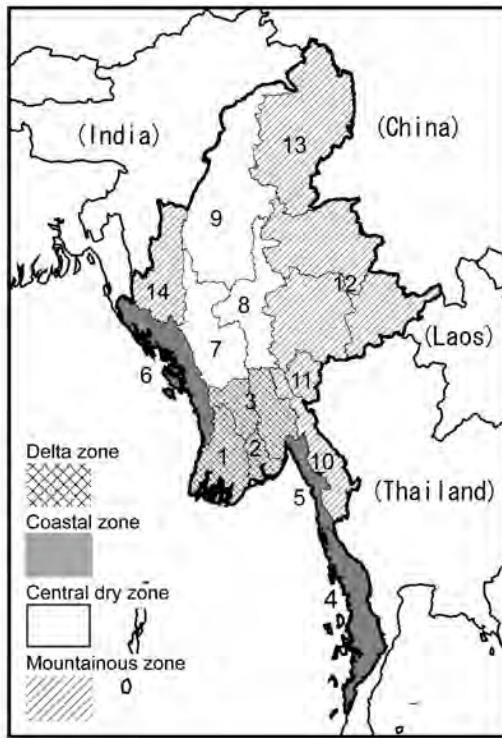 (India)
(China)
13
9
14
8
12
7
(Laos)
6
11
3
10
1
2
5
(Thailand)
4
Delta zone
Coastal zone
Central dry zone
Mountainous zone